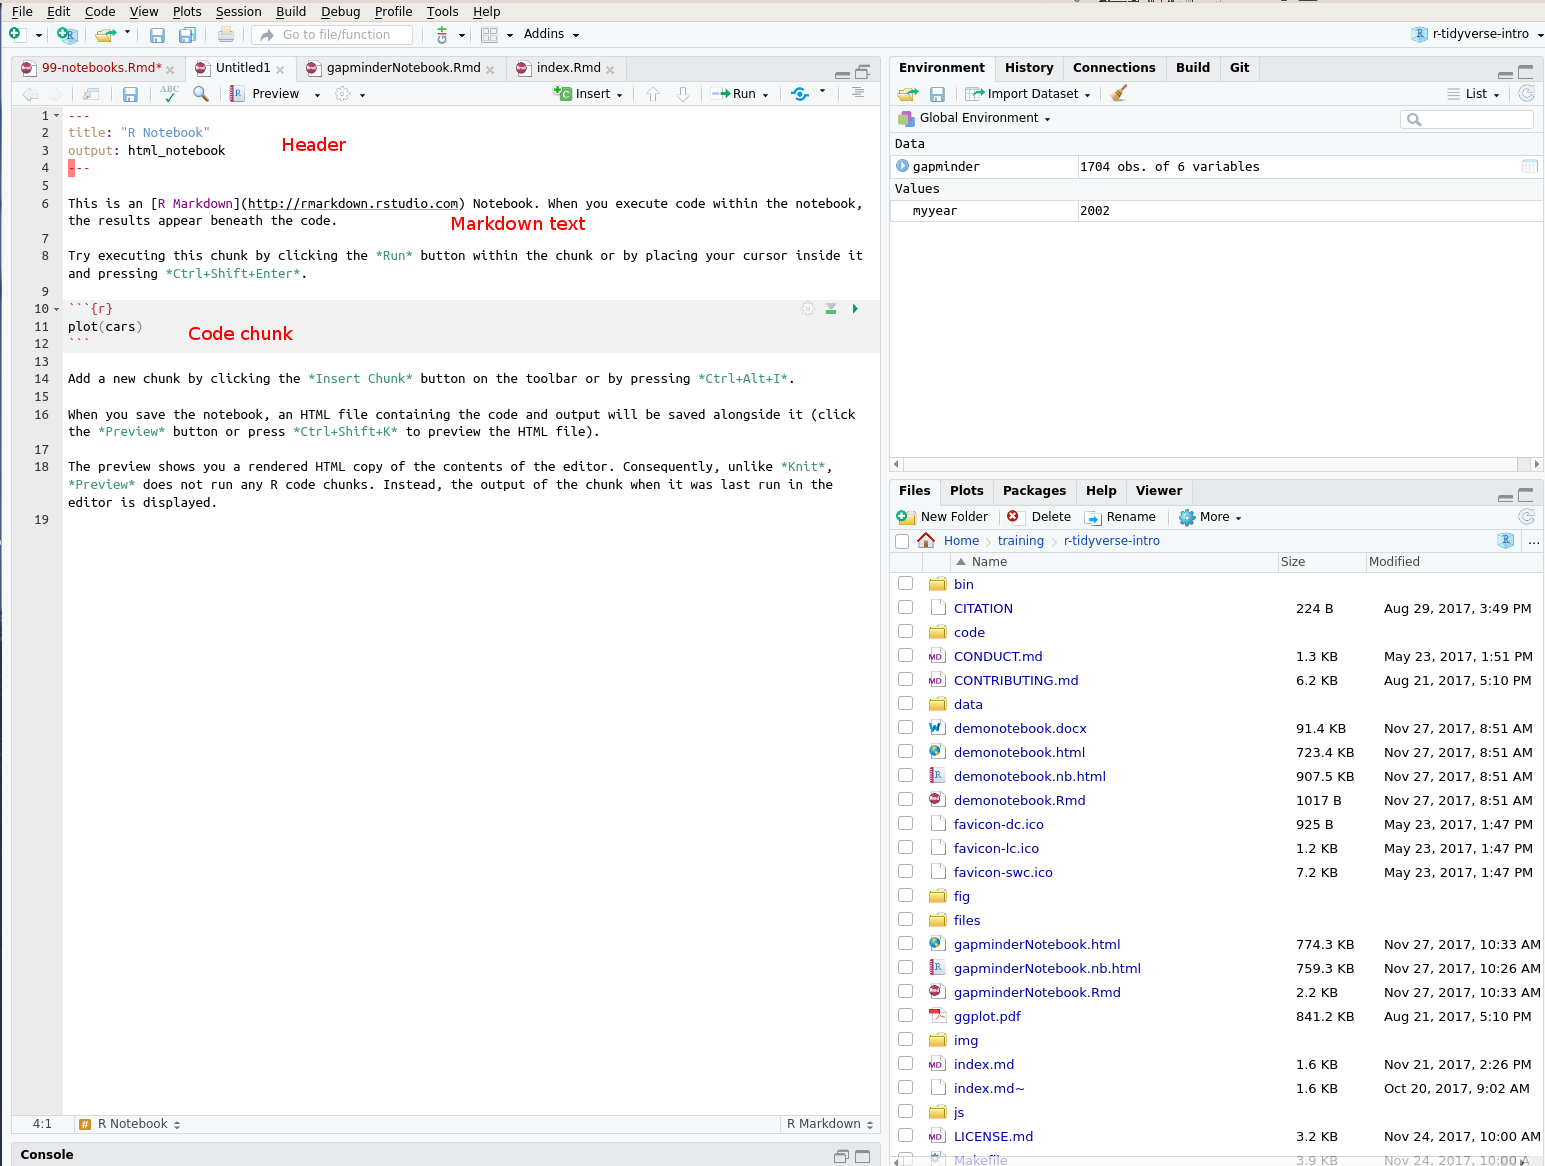 File Edit Code View Plots Session Build Debug Profile Tools Help
Go to file/function Addins r-tidyverse-intro
99-notebooks.Rmd* Untitled1 gapminderNotebook.Rmd index.Rmd
ABC Preview Insert Run
1 ---
2 title: "R Notebook"
3 output: html_notebook
Header
4 ---
5
6 This is an [R Markdown](http://rmarkdown.rstudio.com) Notebook. When you execute code within the notebook,
the results appear beneath the code.
Markdown text
7
8 Try executing this chunk by clicking the *Run* button within the chunk or by placing your cursor inside it
and pressing *Ctrl+Shift+Enter*.
9
10 ```{r}
11 plot(cars)
Code chunk
12 ```
13
14 Add a new chunk by clicking the *Insert Chunk* button on the toolbar or by pressing *Ctrl+Alt+I*.
15
16 When you save the notebook, an HTML file containing the code and output will be saved alongside it (click
the *Preview* button or press *Ctrl+Shift+K* to preview the HTML file).
17
18 The preview shows you a rendered HTML copy of the contents of the editor. Consequently, unlike *Knit*,
*Preview* does not run any R code chunks. Instead, the output of the chunk when it was last run in the
editor is displayed.
19
4:1 # R Notebook R Markdown
Console
Environment History Connections Build Git
Import Dataset List
Global Environment
Data
gapminder 1704 obs. of 6 variables
Values
myyear 2002
Files Plots Packages Help Viewer
New Folder Delete Rename More
Home training r-tidyverse-intro R ...
Name Size Modified
bin
CITATION 224 B Aug 29, 2017, 3:49 PM
code
CONDUCT.md 1.3 KB May 23, 2017, 1:51 PM
CONTRIBUTING.md 6.2 KB Aug 21, 2017, 5:10 PM
data
demonotebook.docx 91.4 KB Nov 27, 2017, 8:51 AM
demonotebook.html 723.4 KB Nov 27, 2017, 8:51 AM
demonotebook.nb.html 907.5 KB Nov 27, 2017, 8:51 AM
demonotebook.Rmd 1017 B Nov 27, 2017, 8:51 AM
favicon-dc.ico 925 B May 23, 2017, 1:47 PM
favicon-lc.ico 1.2 KB May 23, 2017, 1:47 PM
favicon-swc.ico 7.2 KB May 23, 2017, 1:47 PM
fig
files
gapminderNotebook.html 774.3 KB Nov 27, 2017, 10:33 AM
gapminderNotebook.nb.html 759.3 KB Nov 27, 2017, 10:26 AM
gapminderNotebook.Rmd 2.2 KB Nov 27, 2017, 10:33 AM
ggplot.pdf 841.2 KB Aug 21, 2017, 5:10 PM
img
index.md 1.6 KB Nov 21, 2017, 2:26 PM
index.md~ 1.6 KB Oct 20, 2017, 9:02 AM
js
LICENSE.md 3.2 KB Nov 24, 2017, 10:00 AM
Makefile 3.9 KB Nov 24, 2017, 10:00 A